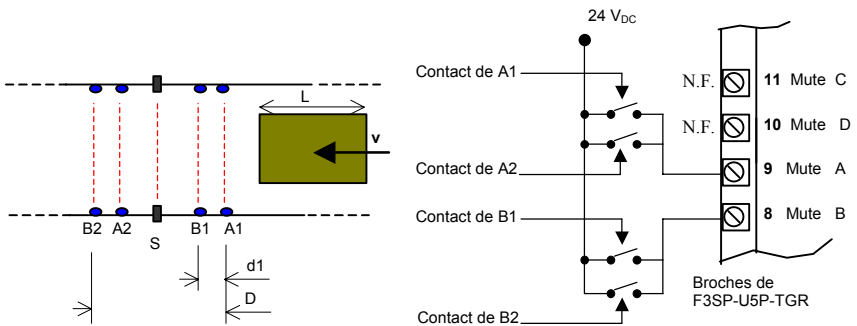 L
v
B2 A2 B1 A1
S
d1
D
24 V_DC
Contact de A1
Contact de A2
Contact de B1
Contact de B2
N.F. 11 Mute C
N.F. 10 Mute D
9 Mute A
8 Mute B
Broches de
F3SP-U5P-TGR